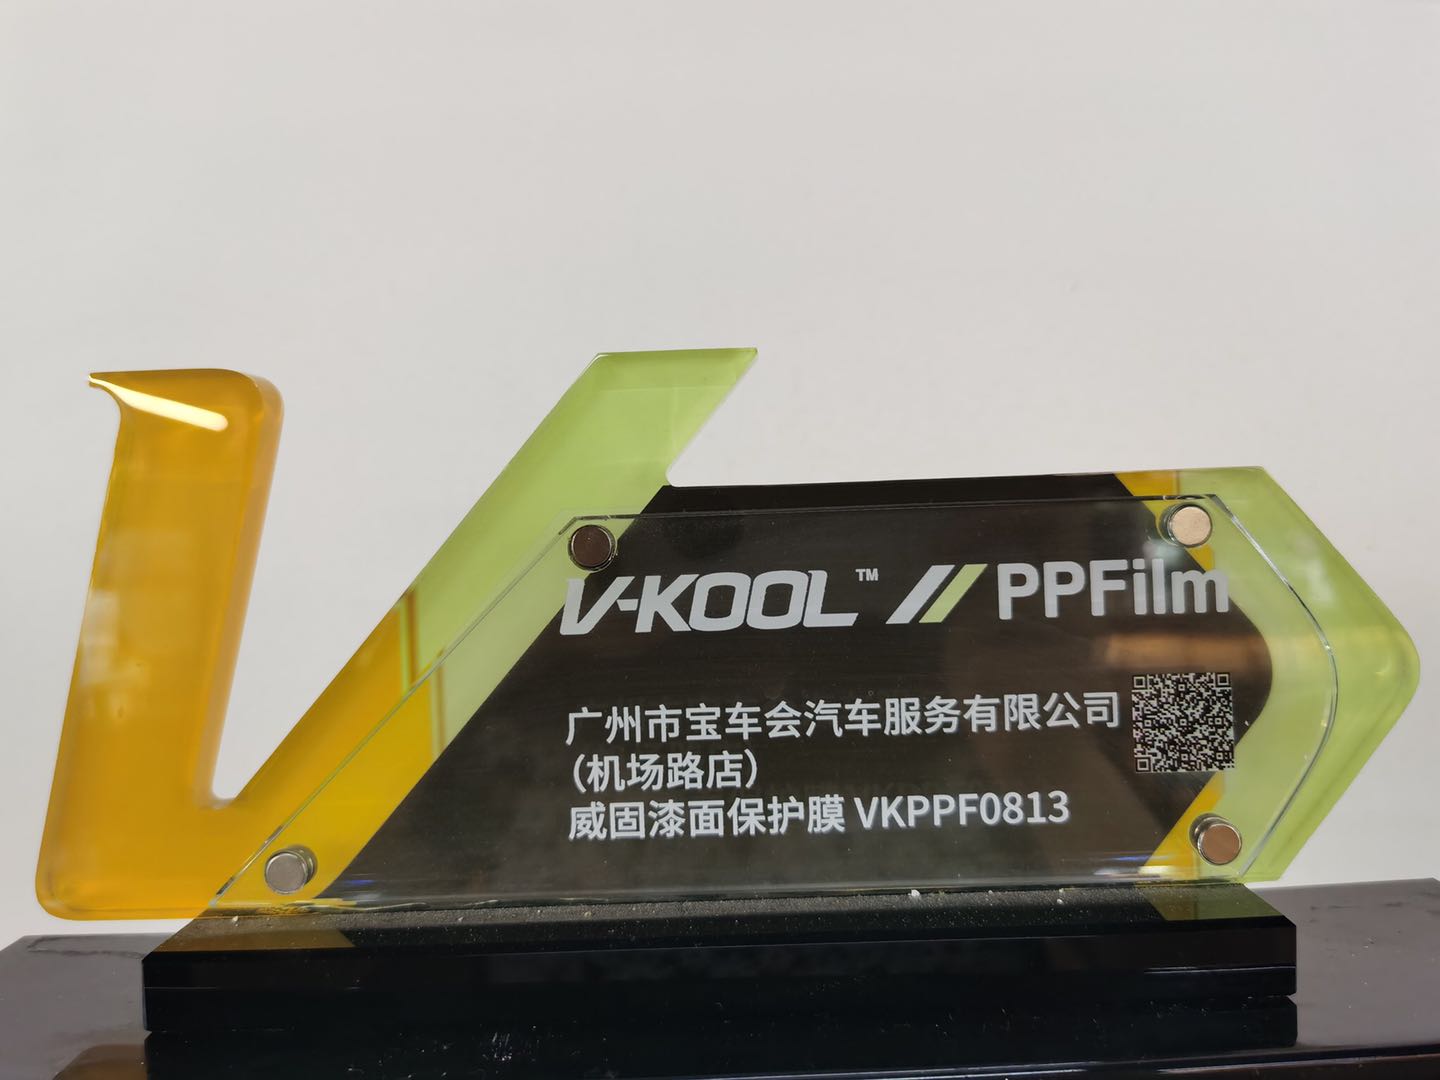 V-KOOL™ // PPFilm
广州市宝车会汽车服务有限公司
(机场路店)
威固漆面保护膜 VKPPF0813